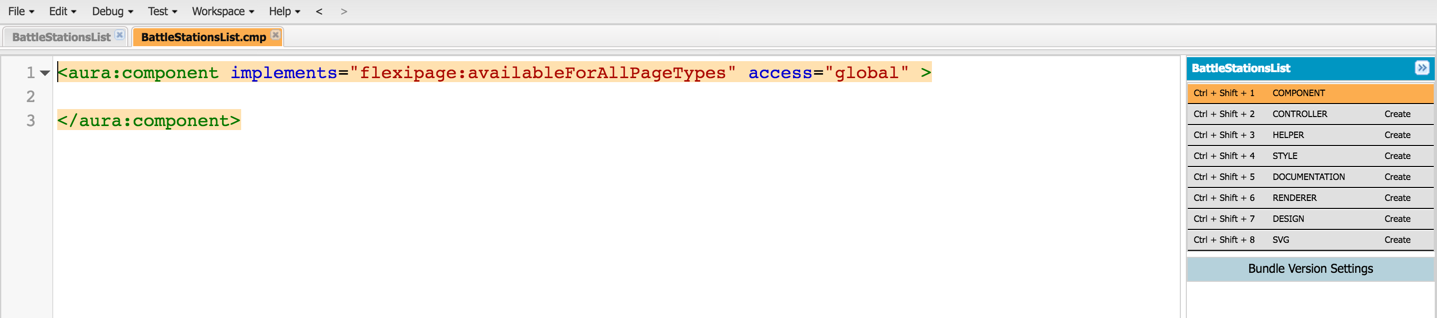 File Edit Debug Test Workspace Help < >
BattleStationsList BattleStationsList.cmp
1 <aura:component implements="flexipage:availableForAllPageTypes" access="global" >
2
3 </aura:component>
BattleStationsList
Ctrl + Shift + 1 COMPONENT
Ctrl + Shift + 2 CONTROLLER Create
Ctrl + Shift + 3 HELPER Create
Ctrl + Shift + 4 STYLE Create
Ctrl + Shift + 5 DOCUMENTATION Create
Ctrl + Shift + 6 RENDERER Create
Ctrl + Shift + 7 DESIGN Create
Ctrl + Shift + 8 SVG Create
Bundle Version Settings